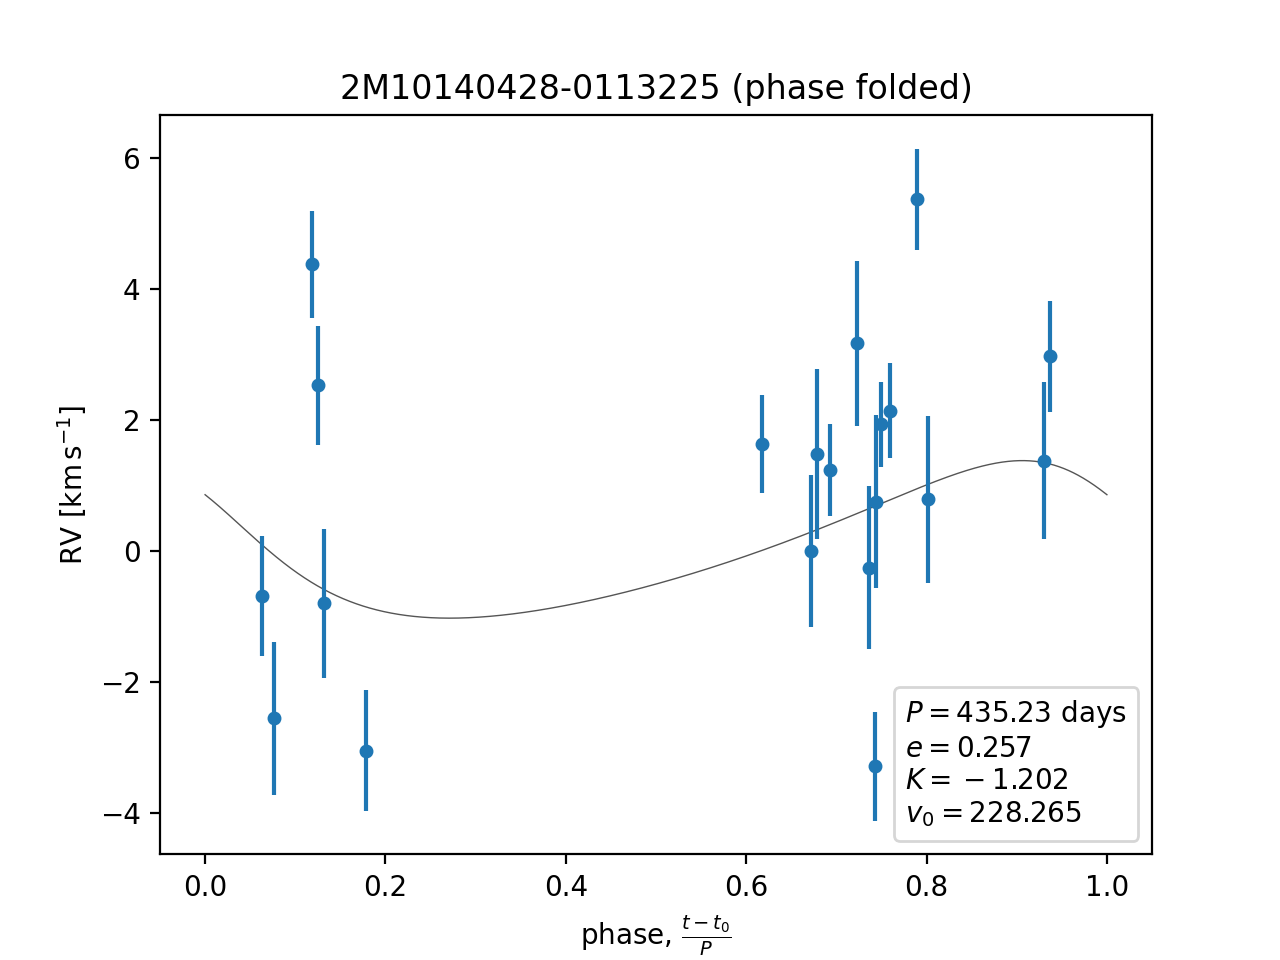 2M10140428-0113225 (phase folded)
RV [km s⁻¹]
6
4
2
0
−2
−4
P = 435.23 days
e = 0.257
K = −1.202
v₀ = 228.265
0.0 0.2 0.4 0.6 0.8 1.0
phase, (t − t₀)/P